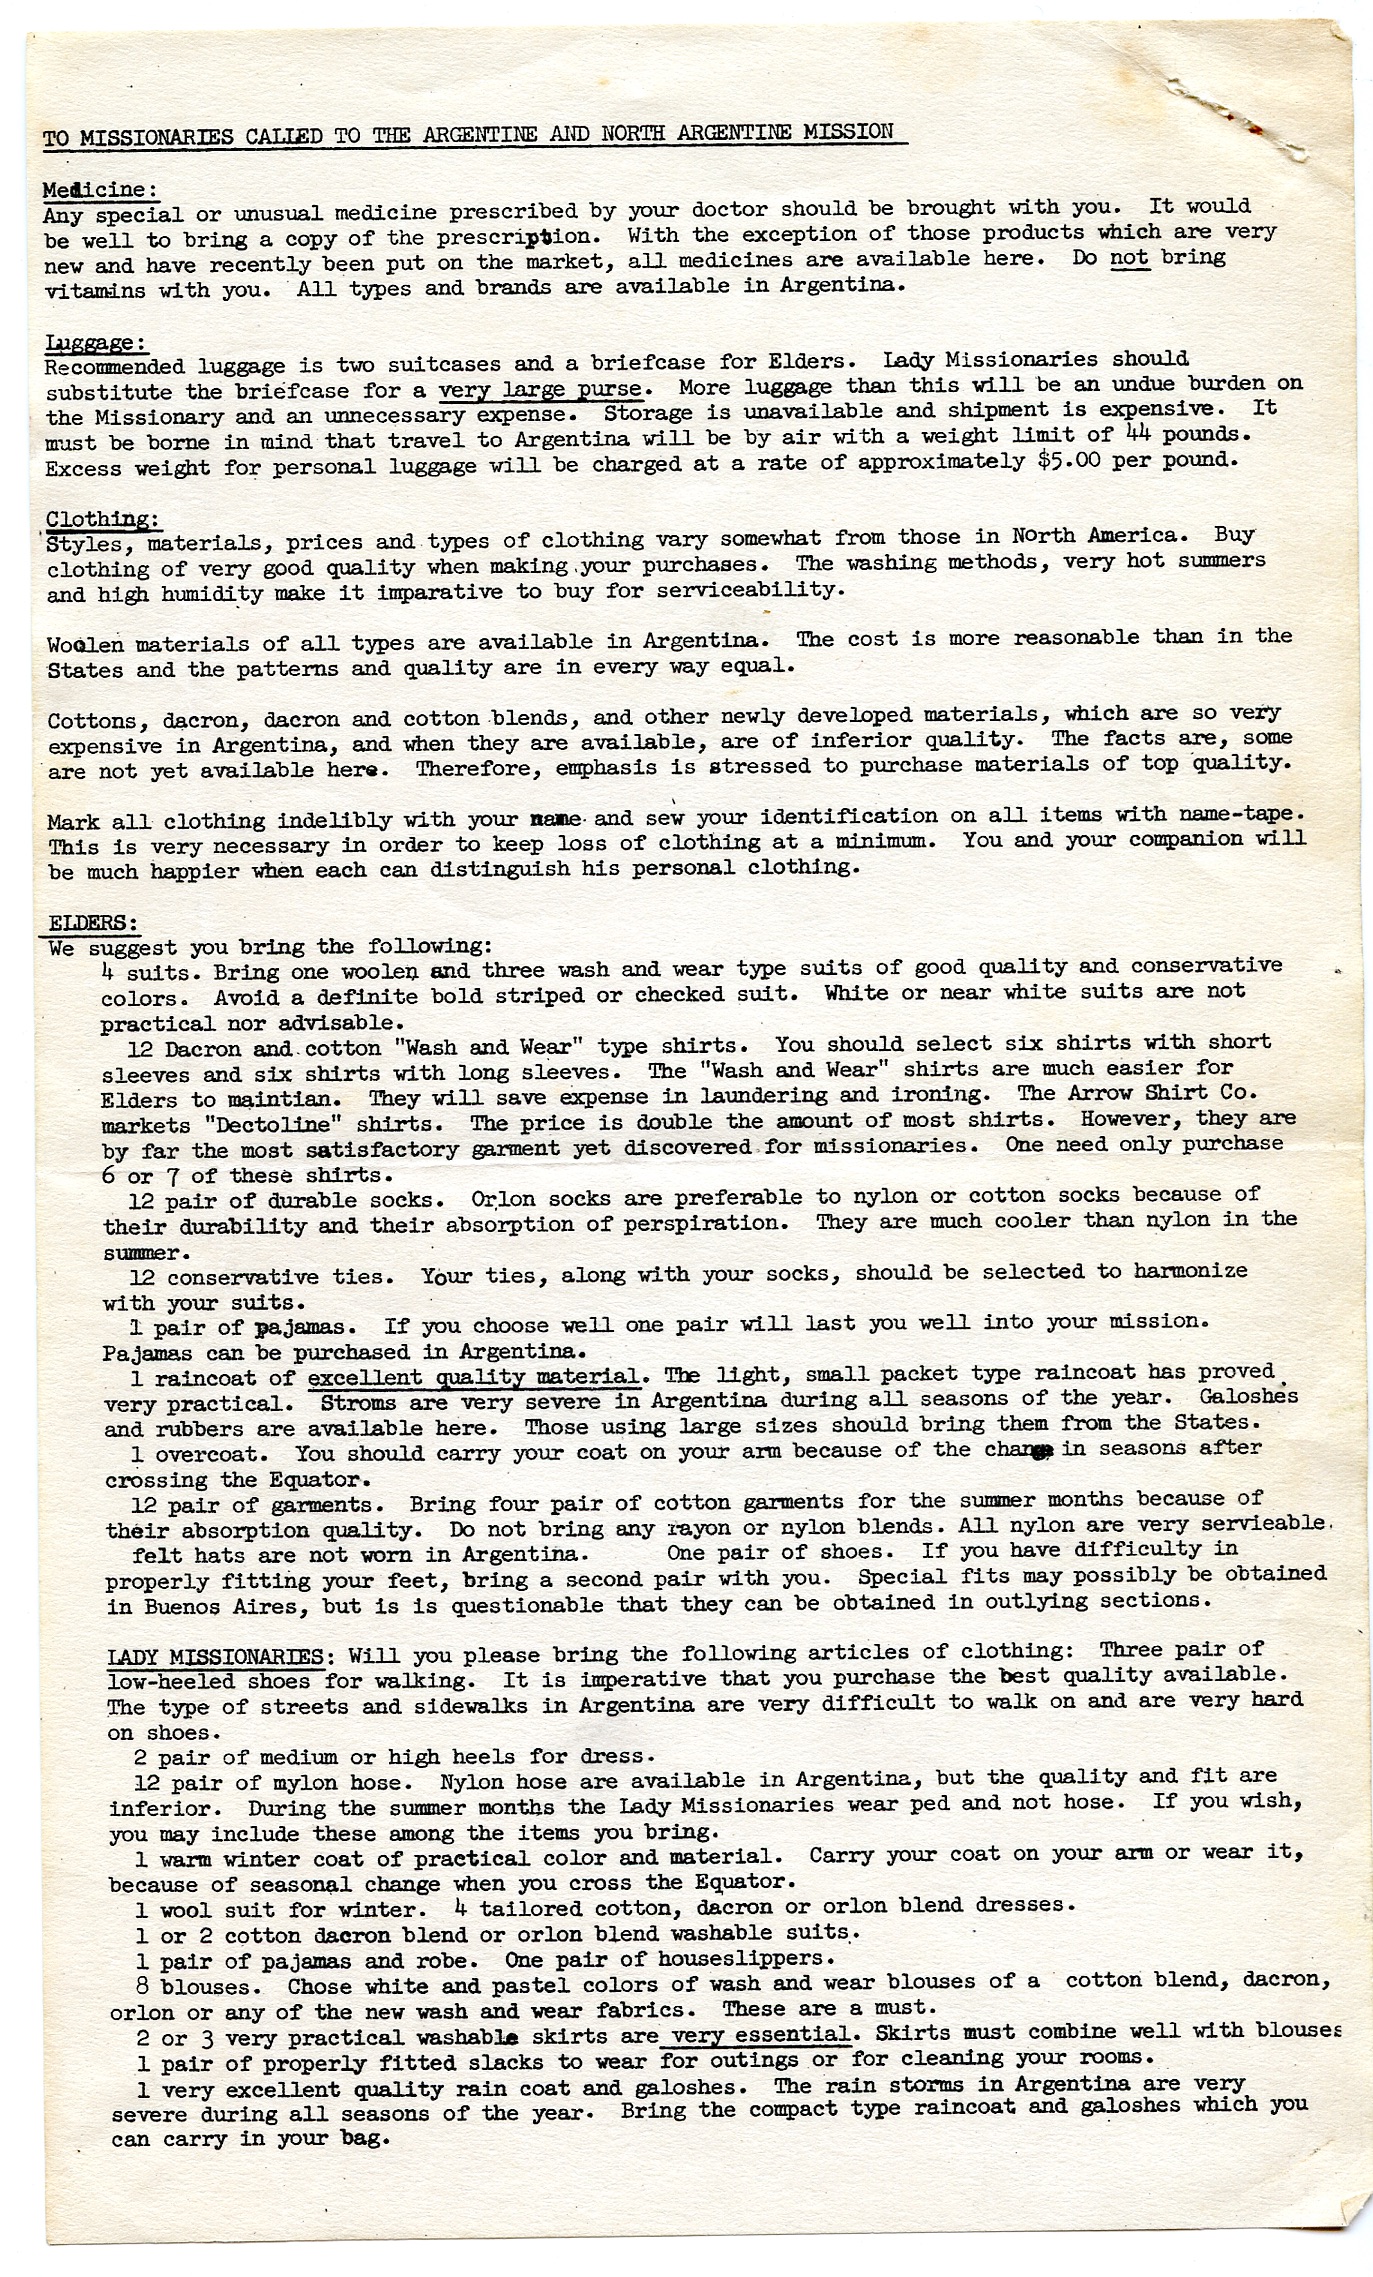 TO MISSIONARIES CALLED TO THE ARGENTINE AND NORTH ARGENTINE MISSION
Medicine:
Any special or unusual medicine prescribed by your doctor should be brought with you. It would
be well to bring a copy of the prescription. With the exception of those products which are very
new and have recently been put on the market, all medicines are available here. Do not bring
vitamins with you. All types and brands are available in Argentina.
Luggage:
Recommended luggage is two suitcases and a briefcase for Elders. Lady Missionaries should
substitute the briefcase for a very large purse. More luggage than this will be an undue burden on
the Missionary and an unnecessary expense. Storage is unavailable and shipment is expensive. It
must be borne in mind that travel to Argentina will be by air with a weight limit of 44 pounds.
Excess weight for personal luggage will be charged at a rate of approximately $5.00 per pound.
Clothing:
Styles, materials, prices and types of clothing vary somewhat from those in North America. Buy
clothing of very good quality when making your purchases. The washing methods, very hot summers
and high humidity make it imparative to buy for serviceability.
Woolen materials of all types are available in Argentina. The cost is more reasonable than in the
States and the patterns and quality are in every way equal.
Cottons, dacron, dacron and cotton blends, and other newly developed materials, which are so very
expensive in Argentina, and when they are available, are of inferior quality. The facts are, some
are not yet available here. Therefore, emphasis is stressed to purchase materials of top quality.
Mark all clothing indelibly with your name and sew your identification on all items with name-tape.
This is very necessary in order to keep loss of clothing at a minimum. You and your companion will
be much happier when each can distinguish his personal clothing.
ELDERS:
We suggest you bring the following:
4 suits. Bring one woolen and three wash and wear type suits of good quality and conservative
colors. Avoid a definite bold striped or checked suit. White or near white suits are not
practical nor advisable.
12 Dacron and cotton "Wash and Wear" type shirts. You should select six shirts with short
sleeves and six shirts with long sleeves. The "Wash and Wear" shirts are much easier for
Elders to maintian. They will save expense in laundering and ironing. The Arrow Shirt Co.
markets "Dectoline" shirts. The price is double the amount of most shirts. However, they are
by far the most satisfactory garment yet discovered for missionaries. One need only purchase
6 or 7 of these shirts.
12 pair of durable socks. Orlon socks are preferable to nylon or cotton socks because of
their durability and their absorption of perspiration. They are much cooler than nylon in the
summer.
12 conservative ties. Your ties, along with your socks, should be selected to harmonize
with your suits.
1 pair of pajamas. If you choose well one pair will last you well into your mission.
Pajamas can be purchased in Argentina.
1 raincoat of excellent quality material. The light, small packet type raincoat has proved
very practical. Stroms are very severe in Argentina during all seasons of the year. Galoshes
and rubbers are available here. Those using large sizes should bring them from the States.
1 overcoat. You should carry your coat on your arm because of the change in seasons after
crossing the Equator.
12 pair of garments. Bring four pair of cotton garments for the summer months because of
their absorption quality. Do not bring any rayon or nylon blends. All nylon are very servieable.
felt hats are not worn in Argentina. One pair of shoes. If you have difficulty in
properly fitting your feet, bring a second pair with you. Special fits may possibly be obtained
in Buenos Aires, but is is questionable that they can be obtained in outlying sections.
LADY MISSIONARIES: Will you please bring the following articles of clothing: Three pair of
low-heeled shoes for walking. It is imperative that you purchase the best quality available.
The type of streets and sidewalks in Argentina are very difficult to walk on and are very hard
on shoes.
2 pair of medium or high heels for dress.
12 pair of mylon hose. Nylon hose are available in Argentina, but the quality and fit are
inferior. During the summer months the Lady Missionaries wear ped and not hose. If you wish,
you may include these among the items you bring.
1 warm winter coat of practical color and material. Carry your coat on your arm or wear it,
because of seasonal change when you cross the Equator.
1 wool suit for winter. 4 tailored cotton, dacron or orlon blend dresses.
1 or 2 cotton dacron blend or orlon blend washable suits.
1 pair of pajamas and robe. One pair of houseslippers.
8 blouses. Chose white and pastel colors of wash and wear blouses of a cotton blend, dacron,
orlon or any of the new wash and wear fabrics. These are a must.
2 or 3 very practical washable skirts are very essential. Skirts must combine well with blouses
1 pair of properly fitted slacks to wear for outings or for cleaning your rooms.
1 very excellent quality rain coat and galoshes. The rain storms in Argentina are very
severe during all seasons of the year. Bring the compact type raincoat and galoshes which you
can carry in your bag.